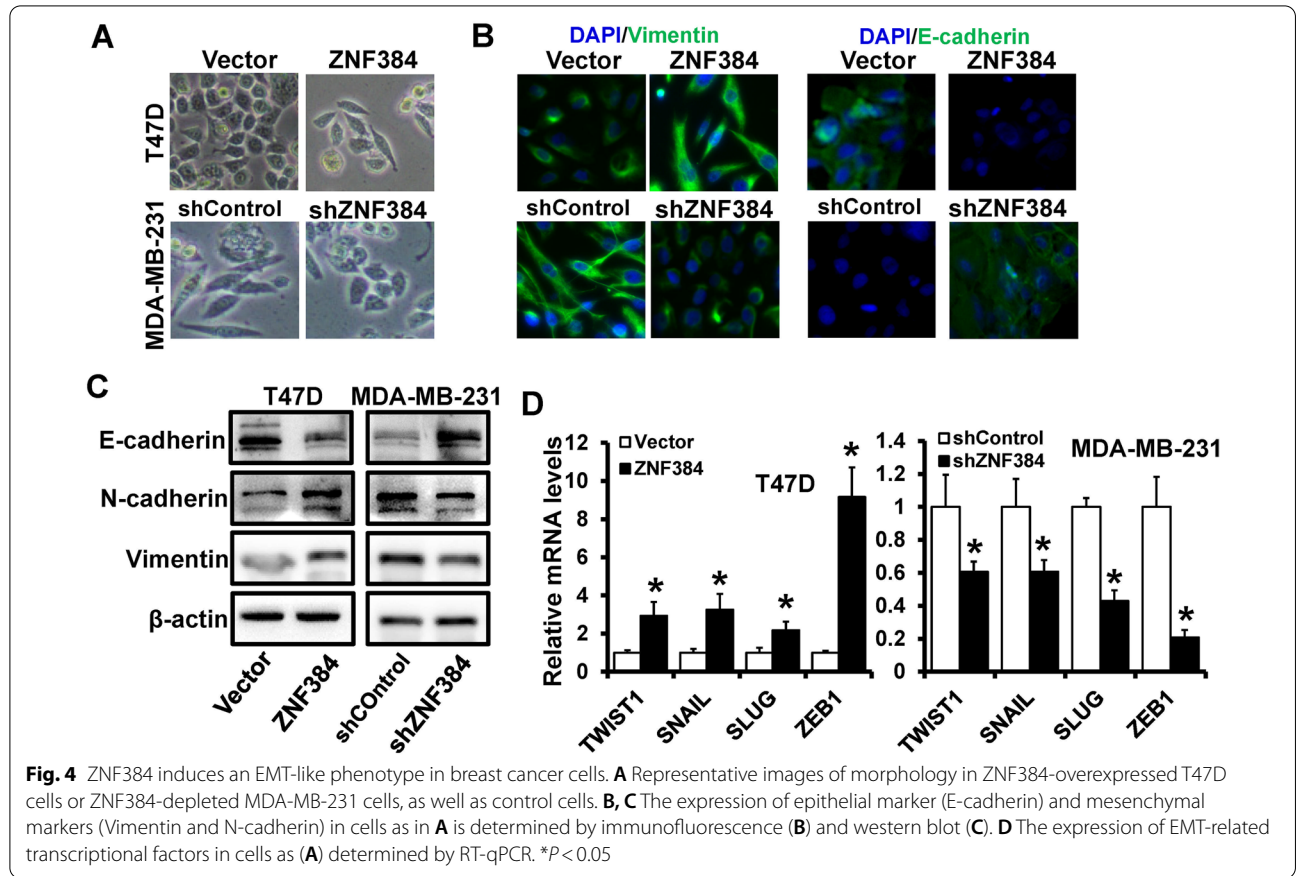 A
Vector ZNF384
T47D
shControl shZNF384
MDA-MB-231
B
DAPI/Vimentin DAPI/E-cadherin
Vector ZNF384 Vector ZNF384
shControl shZNF384 shControl shZNF384
C
T47D MDA-MB-231
E-cadherin
N-cadherin
Vimentin
β-actin
Vector ZNF384 shCOntrol shZNF384
D
Relative mRNA levels
12
10
8
6
4
2
0
Vector
ZNF384
T47D
* * * *
TWIST1 SNAIL SLUG ZEB1
1.4
1.2
1
0.8
0.6
0.4
0.2
0
shControl
shZNF384
MDA-MB-231
* * * *
TWIST1 SNAIL SLUG ZEB1
Fig. 4 ZNF384 induces an EMT-like phenotype in breast cancer cells. A Representative images of morphology in ZNF384-overexpressed T47D
cells or ZNF384-depleted MDA-MB-231 cells, as well as control cells. B, C The expression of epithelial marker (E-cadherin) and mesenchymal
markers (Vimentin and N-cadherin) in cells as in A is determined by immunofluorescence (B) and western blot (C). D The expression of EMT-related
transcriptional factors in cells as (A) determined by RT-qPCR. *P < 0.05